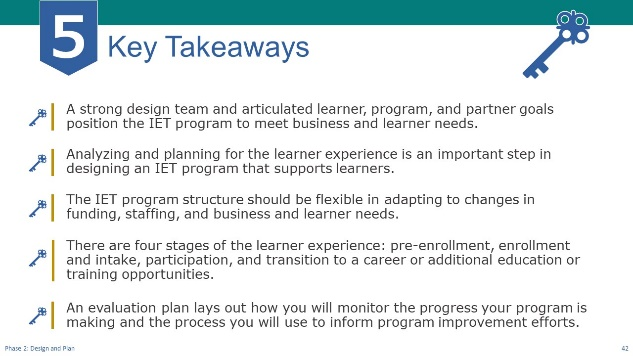 5
Key Takeaways
A strong design team and articulated learner, program, and partner goals
position the IET program to meet business and learner needs.
Analyzing and planning for the learner experience is an important step in
designing an IET program that supports learners.
The IET program structure should be flexible in adapting to changes in
funding, staffing, and business and learner needs.
There are four stages of the learner experience: pre-enrollment, enrollment
and intake, participation, and transition to a career or additional education or
training opportunities.
An evaluation plan lays out how you will monitor the progress your program is
making and the process you will use to inform program improvement efforts.
Phase 2: Design and Plan
42